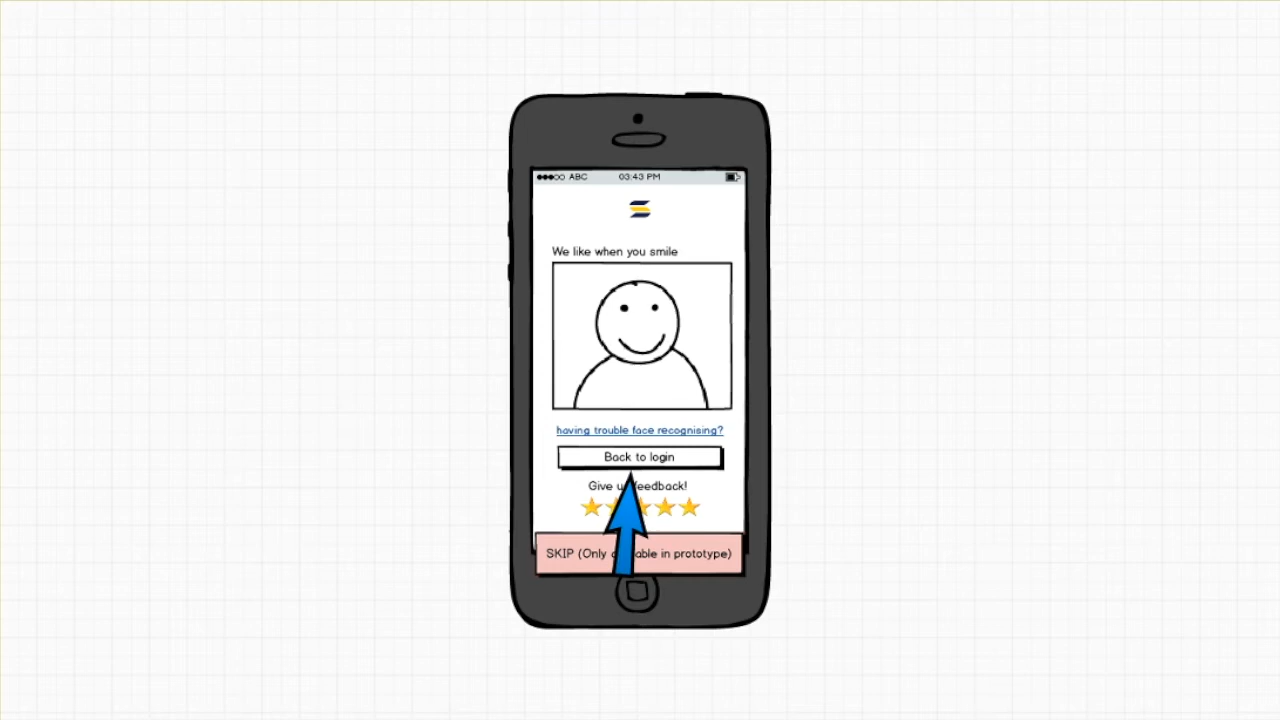 ABC 03:43 PM
We like when you smile
having trouble face recognising?
Back to login
Give feedback!
SKIP (Only in prototype)